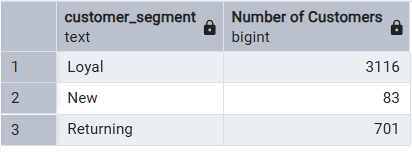 customer_segment Number of Customers
text bigint
1 Loyal 3116
2 New 83
3 Returning 701